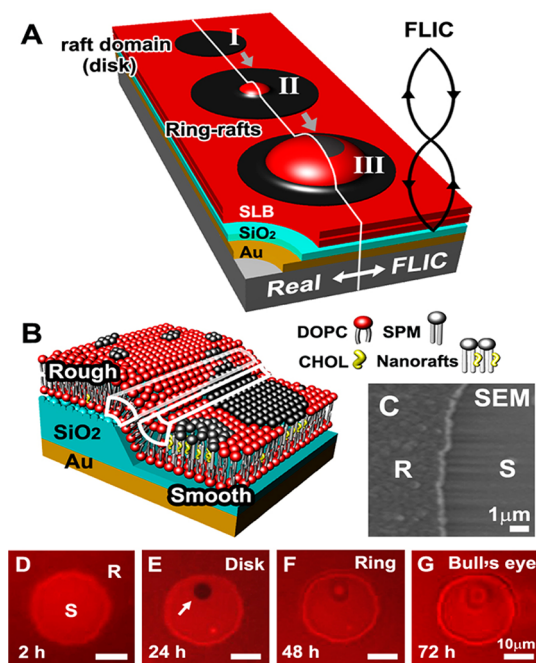 A
FLIC
raft domain
(disk)
I
II
Ring-rafts
III
SLB
SiO2
Au
Real
FLIC
B
DOPC
SPM
CHOL
Nanorafts
Rough
SiO2
Au
Smooth
C
SEM
R
S
1μm
D
R
S
2 h
E
Disk
24 h
F
Ring
48 h
G
Bull's eye
72 h
10μm